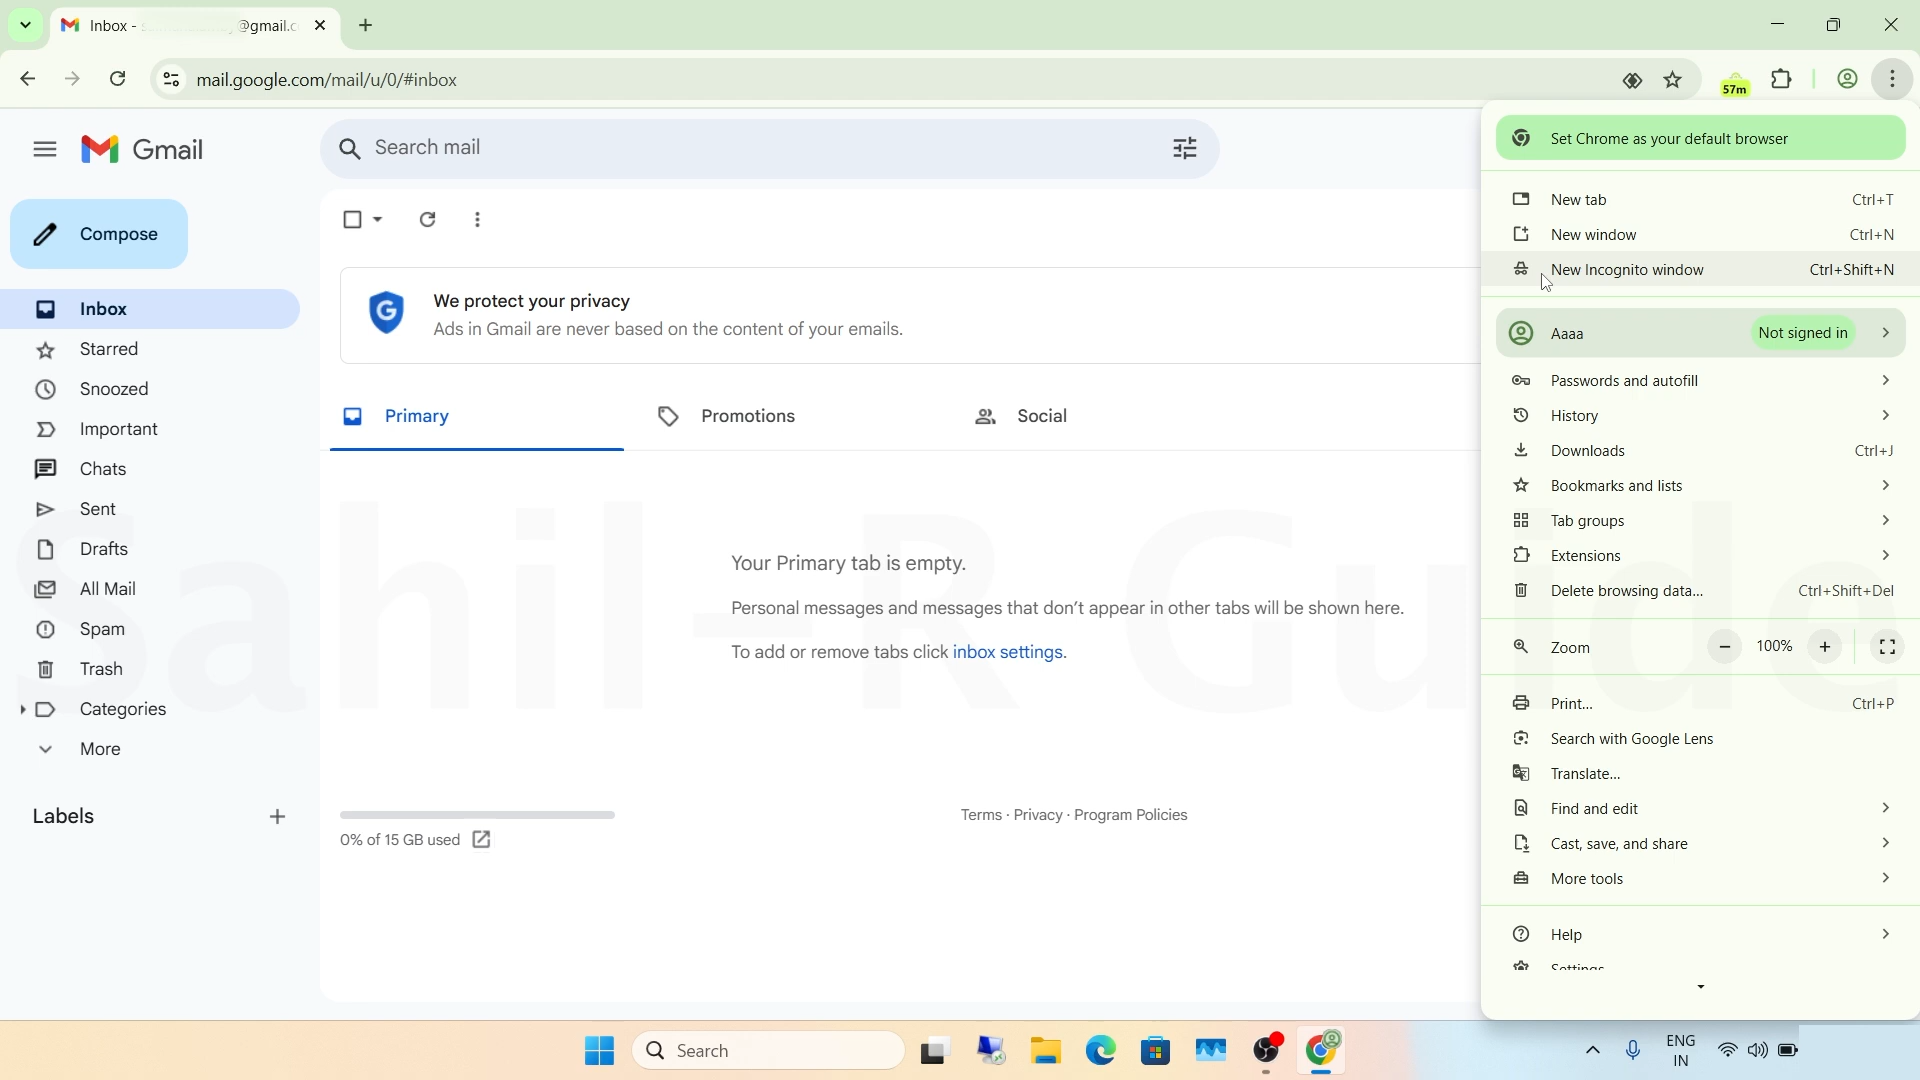 Inbox - @gmail.c
mail.google.com/mail/u/0/#inbox
57m
Gmail
Search mail
Compose
Inbox
Starred
Snoozed
Important
Chats
Sent
Drafts
All Mail
Spam
Trash
Categories
More
Labels
We protect your privacy
Ads in Gmail are never based on the content of your emails.
Primary
Promotions
Social
Your Primary tab is empty.
Personal messages and messages that don't appear in other tabs will be shown here.
To add or remove tabs click inbox settings.
Sahil-R Guide
0% of 15 GB used
Terms · Privacy · Program Policies
Set Chrome as your default browser
New tab Ctrl+T
New window Ctrl+N
New Incognito window Ctrl+Shift+N
Aaaa Not signed in
Passwords and autofill
History
Downloads Ctrl+J
Bookmarks and lists
Tab groups
Extensions
Delete browsing data... Ctrl+Shift+Del
Zoom 100%
Print... Ctrl+P
Search with Google Lens
Translate...
Find and edit
Cast, save, and share
More tools
Help
Settings
Search
ENG
IN